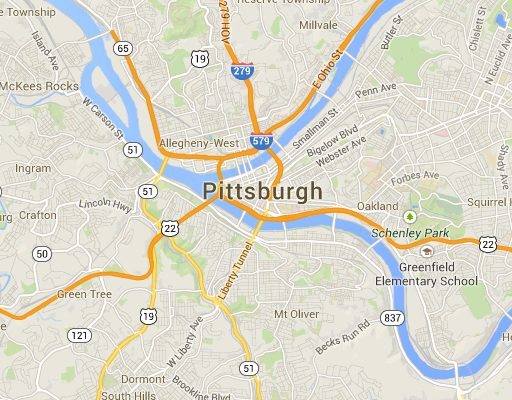 Township
279 HOV
Reserve Township
Millvale
Butler St
Chislett St
N Euclid Ave
Island Ave
65
19
279
E Ohio St
McKees Rocks
W Carson St
Penn Ave
Smallman St
Bigelow Blvd
Webster Ave
Allegheny-West
579
51
Shady Ave
Ingram
51
Pittsburgh
Forbes Ave
Lincoln Hwy
Crafton
Oakland
Squirrel H
22
Schenley Park
22
50
Greenfield
Elementary School
Liberty Tunnel
Green Tree
19
Mt Oliver
837
121
W Liberty Ave
Becks Run Rd
51
Dormont
Brookline Blvd
South Hills